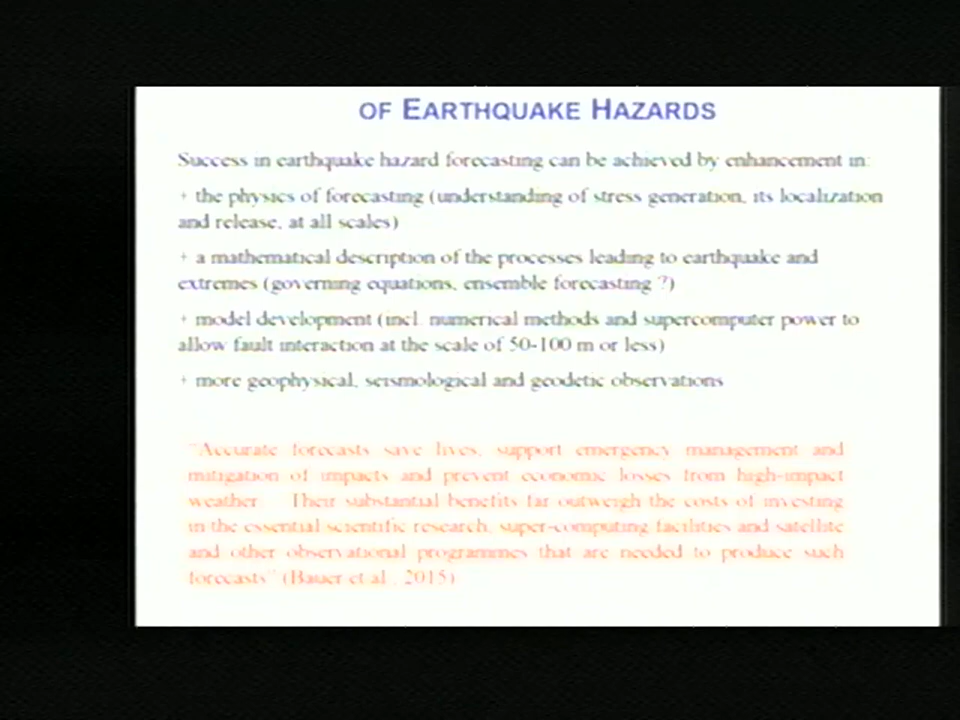 OF EARTHQUAKE HAZARDS
Success in earthquake hazard forecasting can be achieved by enhancement in:
+ the physics of forecasting (understanding of stress generation, its localization
and release, at all scales)
+ a mathematical description of the processes leading to earthquake and
extremes (governing equations, ensemble forecasting ?)
+ model development (incl. numerical methods and supercomputer power to
allow fault interaction at the scale of 50-100 m or less)
+ more geophysical, seismological and geodetic observations
"Accurate forecasts save lives, support emergency management and
mitigation of impacts and prevent economic losses from high-impact
weather... Their substantial benefits far outweigh the costs of investing
in the essential scientific research, super-computing facilities and satellite
and other observational programmes that are needed to produce such
forecasts" (Bauer et al., 2015)